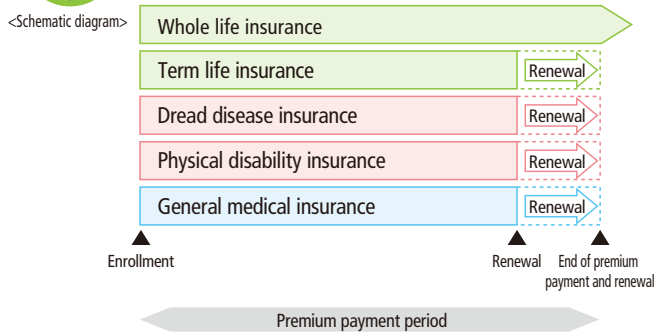 <Schematic diagram>
Whole life insurance
Term life insurance
Renewal
Dread disease insurance
Renewal
Physical disability insurance
Renewal
General medical insurance
Renewal
Enrollment
Renewal
End of premium
payment and renewal
Premium payment period